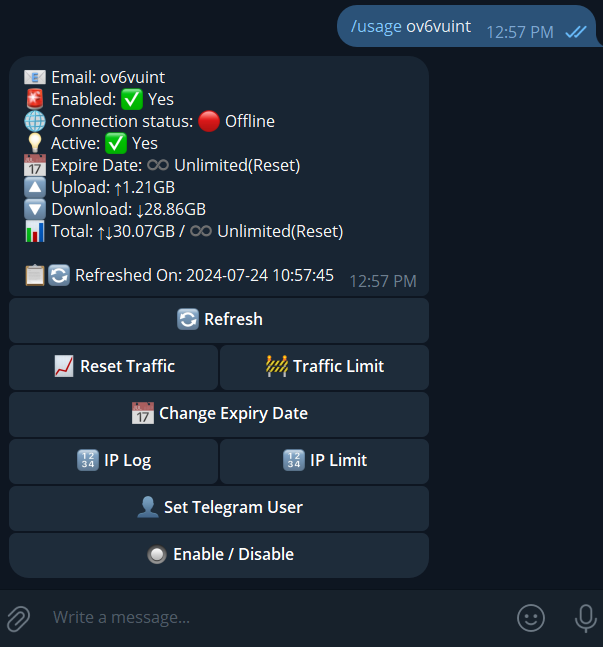 /usage ov6vuint 12:57 PM
📧 Email: ov6vuint
🚨 Enabled: ✅ Yes
🌐 Connection status: 🔴 Offline
💡 Active: ✅ Yes
📅 Expire Date: ♾ Unlimited(Reset)
🔼 Upload: ↑1.21GB
🔽 Download: ↓28.86GB
📊 Total: ↑↓30.07GB / ♾ Unlimited(Reset)
📋🔄 Refreshed On: 2024-07-24 10:57:45 12:57 PM
🔄 Refresh
📈 Reset Traffic
🚧 Traffic Limit
📅 Change Expiry Date
🔢 IP Log
🔢 IP Limit
👤 Set Telegram User
🔘 Enable / Disable
Write a message...